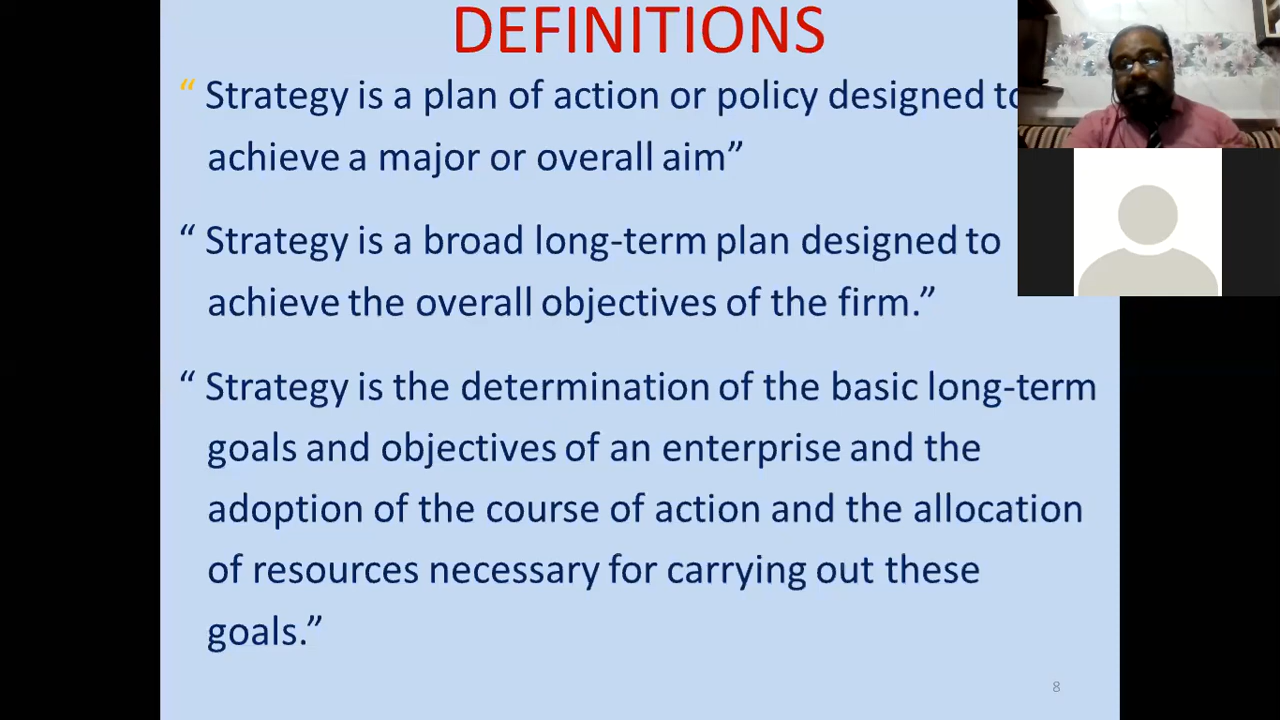 DEFINITIONS
“ Strategy is a plan of action or policy designed to
achieve a major or overall aim”
“ Strategy is a broad long-term plan designed to
achieve the overall objectives of the firm.”
“ Strategy is the determination of the basic long-term
goals and objectives of an enterprise and the
adoption of the course of action and the allocation
of resources necessary for carrying out these
goals.”
8